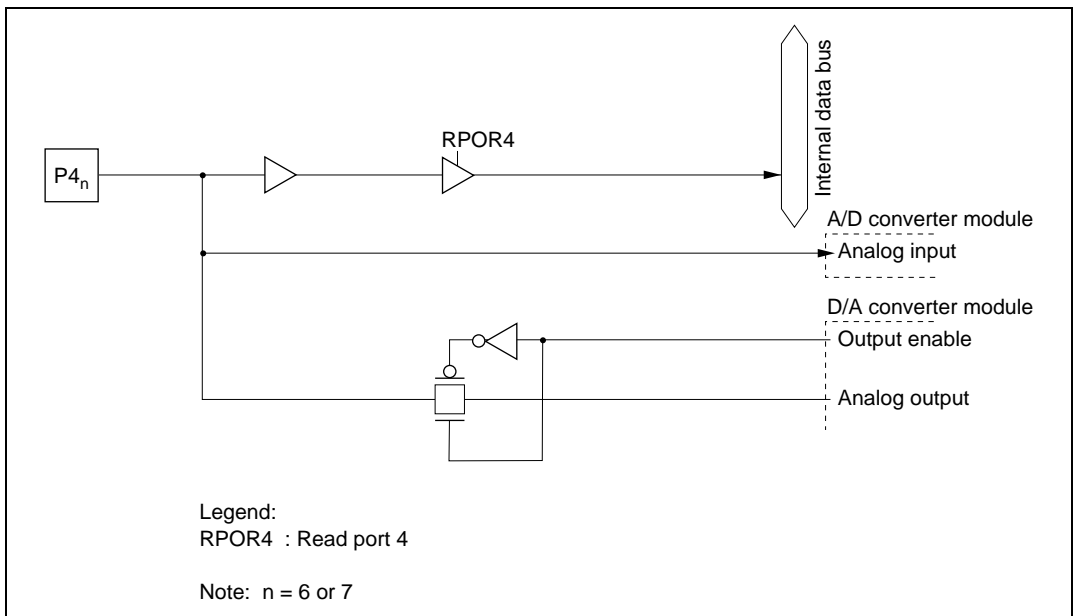 Internal data bus
RPOR4
P4n
A/D converter module
Analog input
D/A converter module
Output enable
Analog output
Legend:
RPOR4 : Read port 4
Note: n = 6 or 7